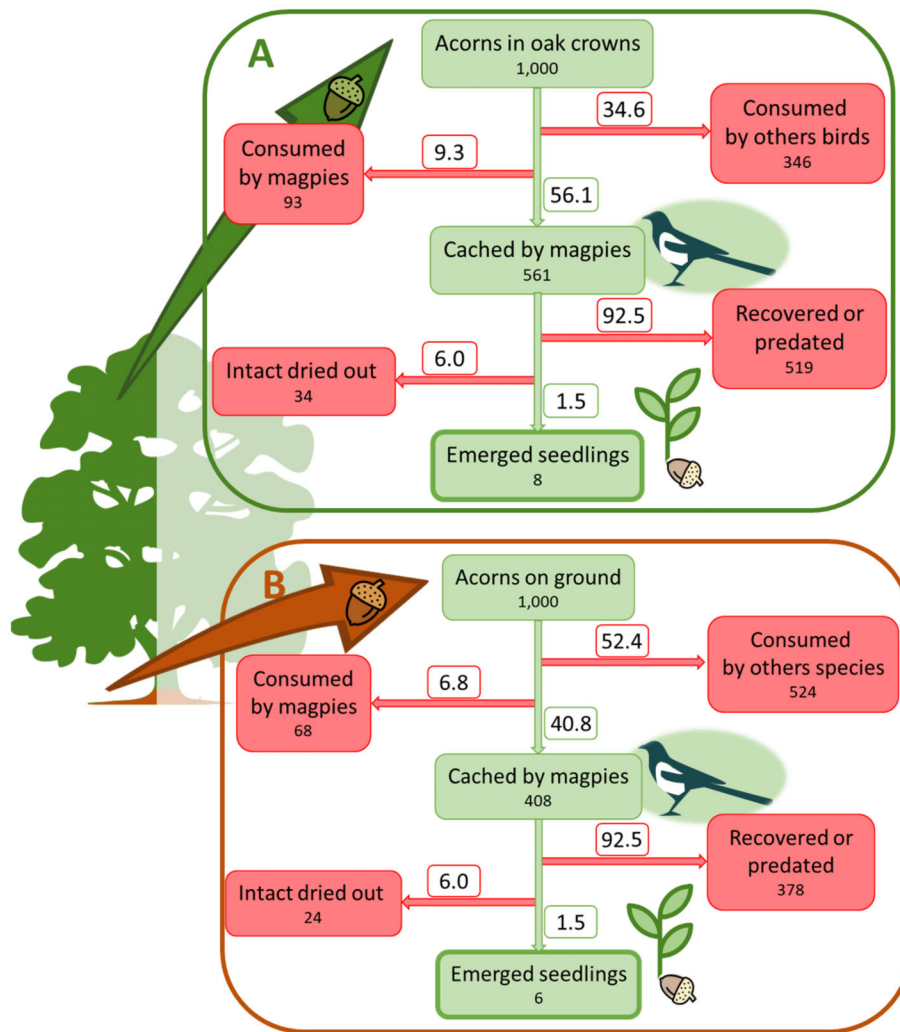 A
Acorns in oak crowns
1,000
34.6
Consumed
by others birds
346
9.3
Consumed
by magpies
93
56.1
Cached by magpies
561
92.5
Recovered or
predated
519
6.0
Intact dried out
34
1.5
Emerged seedlings
8
B
Acorns on ground
1,000
52.4
Consumed
by others species
524
6.8
Consumed
by magpies
68
40.8
Cached by magpies
408
92.5
Recovered or
predated
378
6.0
Intact dried out
24
1.5
Emerged seedlings
6